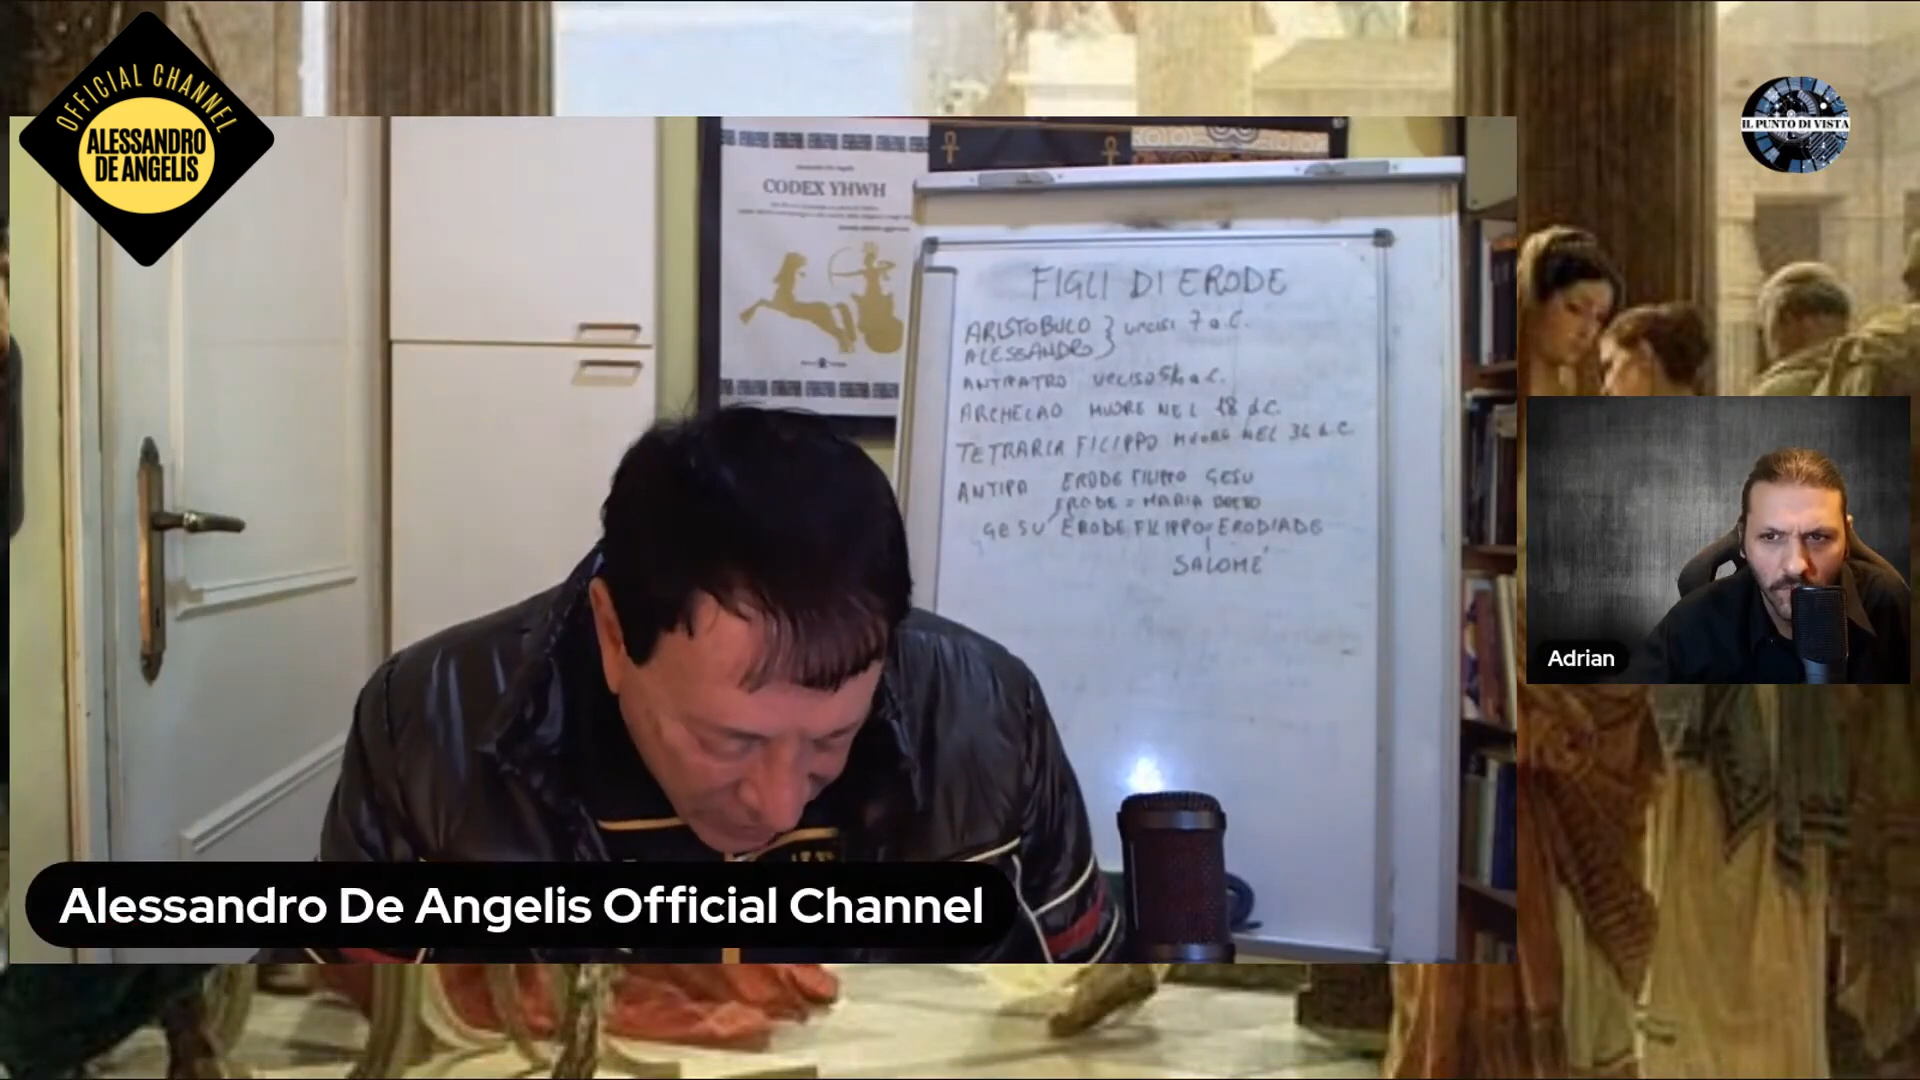 OFFICIAL CHANNEL
ALESSANDRO
DE ANGELIS
IL PUNTO DI VISTA
CODEX YHWH
FIGLI DI ERODE
ARISTOBULO } uccisi 7 a.C.
ALESSANDRO
ANTIPATRO UCCISO a.C.
ARCHELAO MUORE NEL 18 d.C.
TETRARCA FILIPPO MUORE NEL 34 d.C
ANTIPA ERODE FILIPPO GESU
ERODE = MARIA BOETO
GESU ERODE FILIPPO = ERODIADE
SALOME
Adrian
Alessandro De Angelis Official Channel